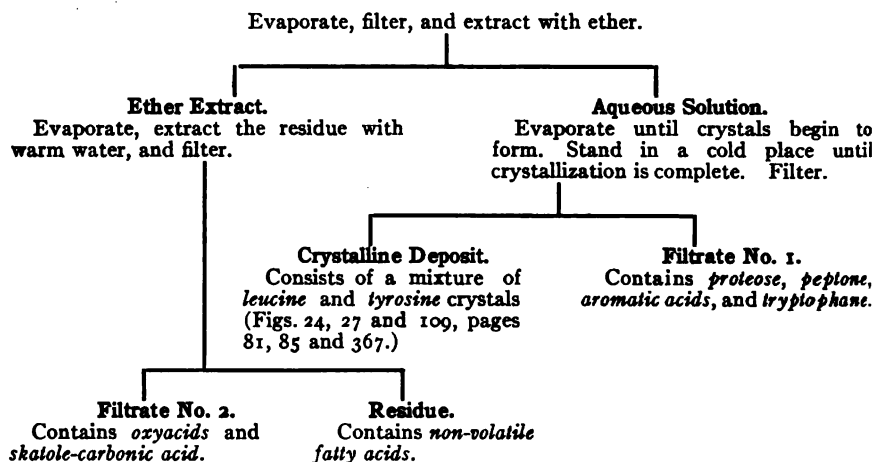 Evaporate, filter, and extract with ether.
Ether Extract.
Evaporate, extract the residue with
warm water, and filter.
Aqueous Solution.
Evaporate until crystals begin to
form. Stand in a cold place until
crystallization is complete. Filter.
Crystalline Deposit.
Consists of a mixture of
leucine and tyrosine crystals
(Figs. 24, 27 and 109, pages
81, 85 and 367.)
Filtrate No. 1.
Contains proteose, peptone,
aromatic acids, and tryptophane.
Filtrate No. 2.
Contains oxyacids and
skatole-carbonic acid.
Residue.
Contains non-volatile
fatty acids.